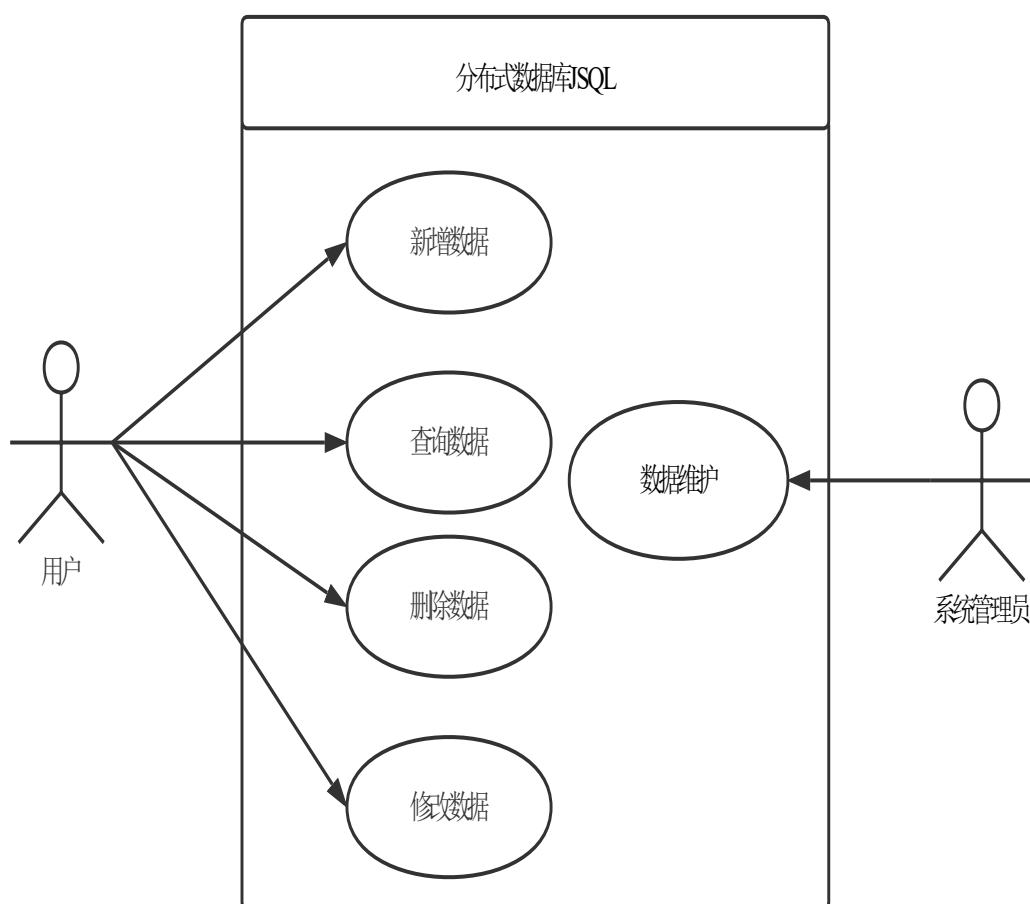 分布式数据库JSQL
新增数据
查询数据
数据维护
用户
删除数据
系统管理员
修改数据